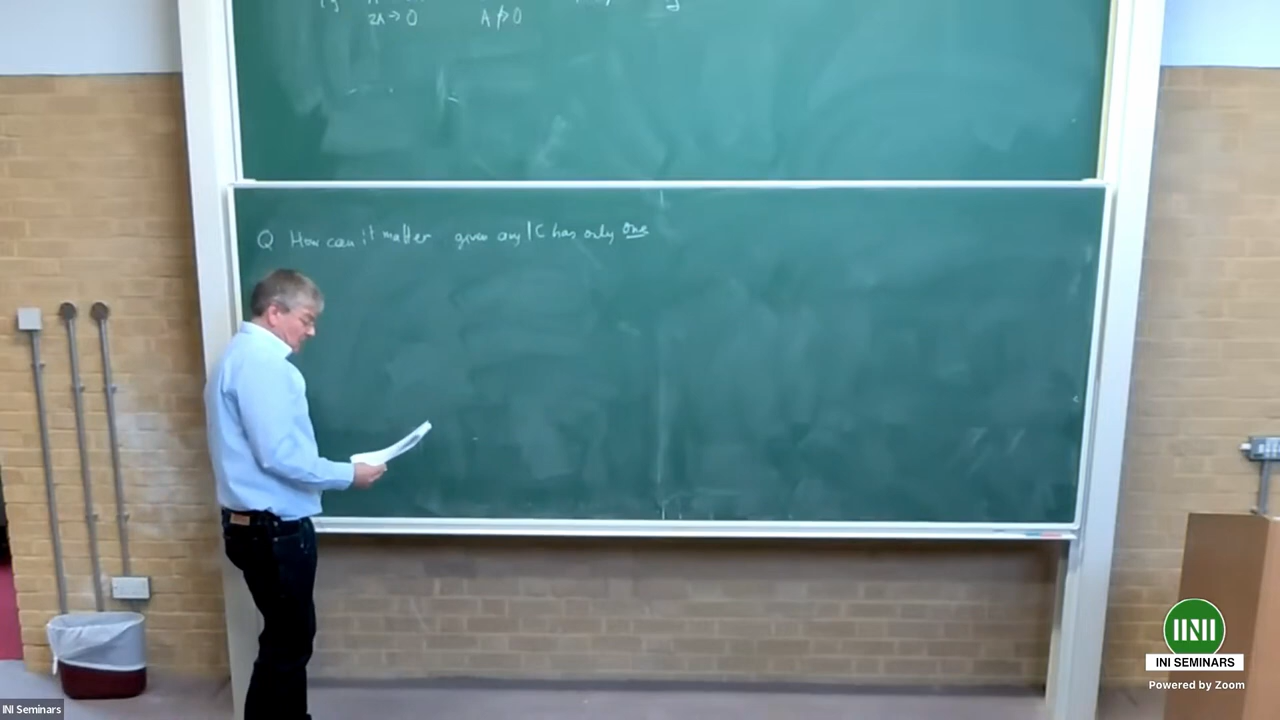 2A → 0 A ↛ 0
Q How can it matter given any IC has only one
INI SEMINARS
Powered by Zoom
INI Seminars